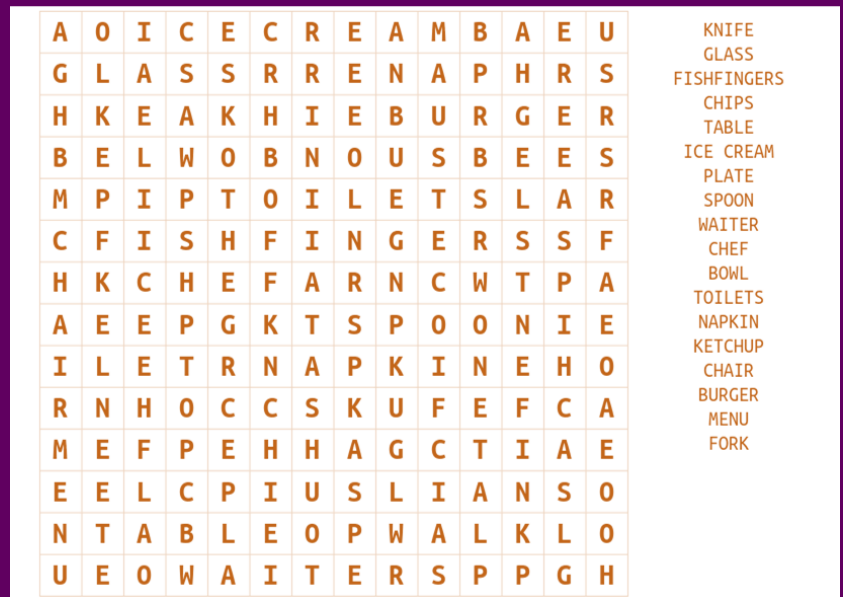 A O I C E C R E A M B A E U
G L A S S R R E N A P H R S
H K E A K H I E B U R G E R
B E L W O B N O U S B E E S
M P I P T O I L E T S L A R
C F I S H F I N G E R S S F
H K C H E F A R N C W T P A
A E E P G K T S P O O N I E
I L E T R N A P K I N E H O
R N H O C C S K U F E F C A
M E F P E H H A G C T I A E
E E L C P I U S L I A N S O
N T A B L E O P W A L K L O
U E O W A I T E R S P P G H
KNIFE
GLASS
FISHFINGERS
CHIPS
TABLE
ICE CREAM
PLATE
SPOON
WAITER
CHEF
BOWL
TOILETS
NAPKIN
KETCHUP
CHAIR
BURGER
MENU
FORK